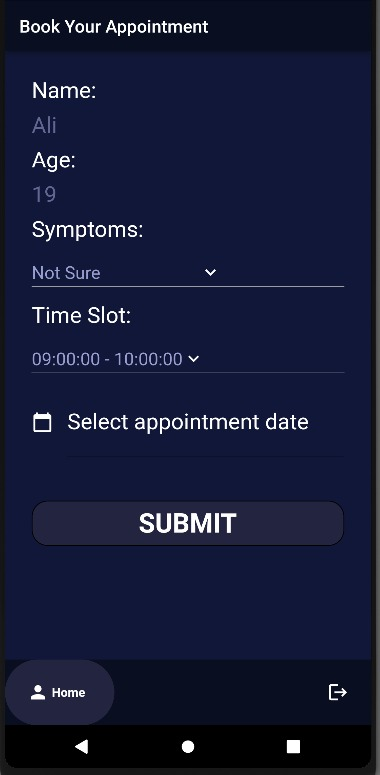 Book Your Appointment
Name:
Ali
Age:
19
Symptoms:
Not Sure
Time Slot:
09:00:00 - 10:00:00
Select appointment date
SUBMIT
Home